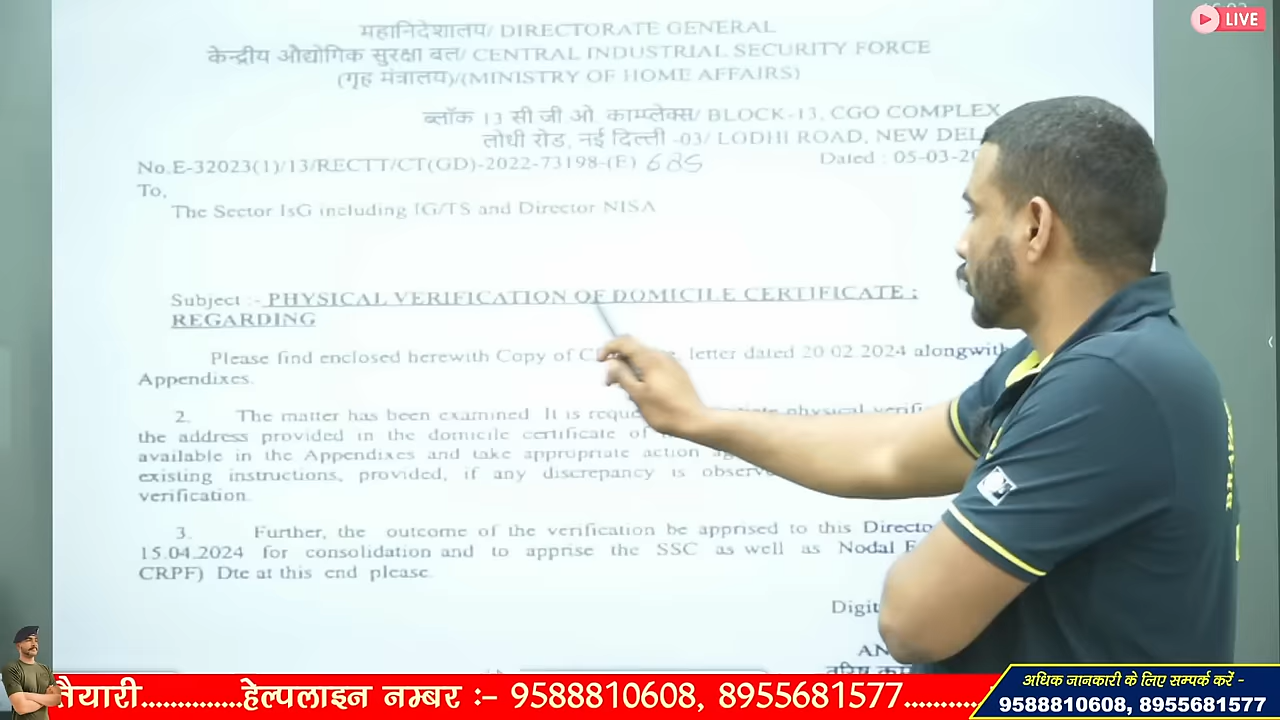 LIVE
महानिदेशालय/ DIRECTORATE GENERAL
केन्द्रीय औद्योगिक सुरक्षा बल/ CENTRAL INDUSTRIAL SECURITY FORCE
(गृह मंत्रालय)/(MINISTRY OF HOME AFFAIRS)
ब्लॉक 13 सी जी ओ काम्प्लेक्स/ BLOCK-13, CGO COMPLEX
लोधी रोड, नई दिल्ली -03/ LODHI ROAD, NEW
No.E-32023(1)/13/RECTT/CT(GD)-2022-73198-(E) 685 Dated : 05-03-
To,
The Sector IsG including IG/TS and Director NISA
Subject :- PHYSICAL VERIFICATION OF DOMICILE CERTIFICATE :
REGARDING
Please find enclosed herewith Copy of letter dated 20.02.2024 alongwith
Appendixes.
2. The matter has been examined. It is physical
the address provided in the domicile certificate of
available in the Appendixes and take appropriate action
existing instructions, provided, if any discrepancy is
verification.
3. Further, the outcome of the verification be apprised to this
15.04.2024 for consolidation and to apprise the SSC as well as Nodal
CRPF) Dte at this end please.
तैयारी..............हेल्पलाइन नम्बर :– 9588810608, 8955681577..........
अधिक जानकारी के लिए सम्पर्क करें -
9588810608, 8955681577